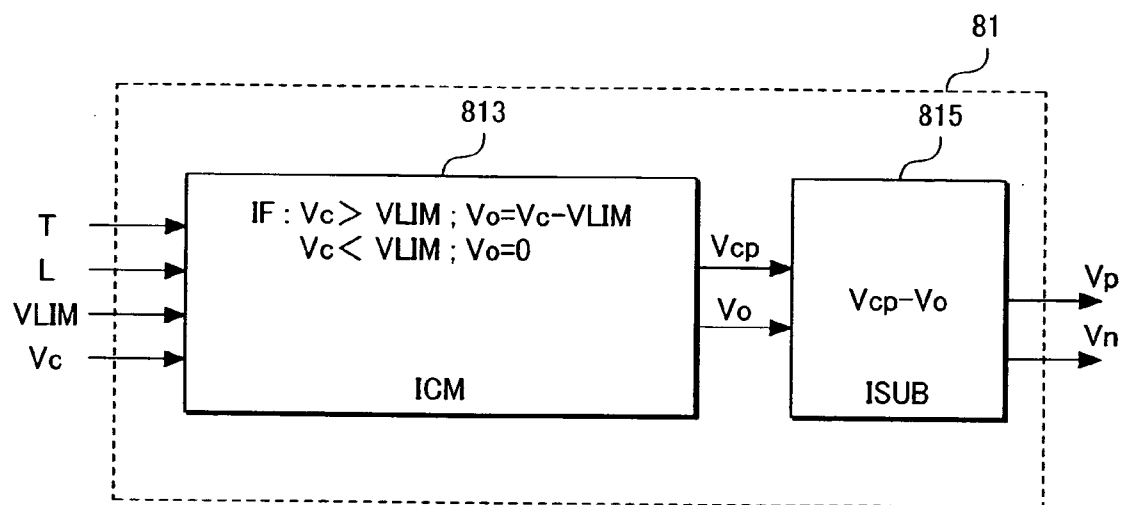 81
813
815
IF : Vc > VLIM ; Vo=Vc-VLIM
Vc < VLIM ; Vo=0
T
L
VLIM
Vc
ICM
Vcp
Vo
Vcp-Vo
ISUB
Vp
Vn